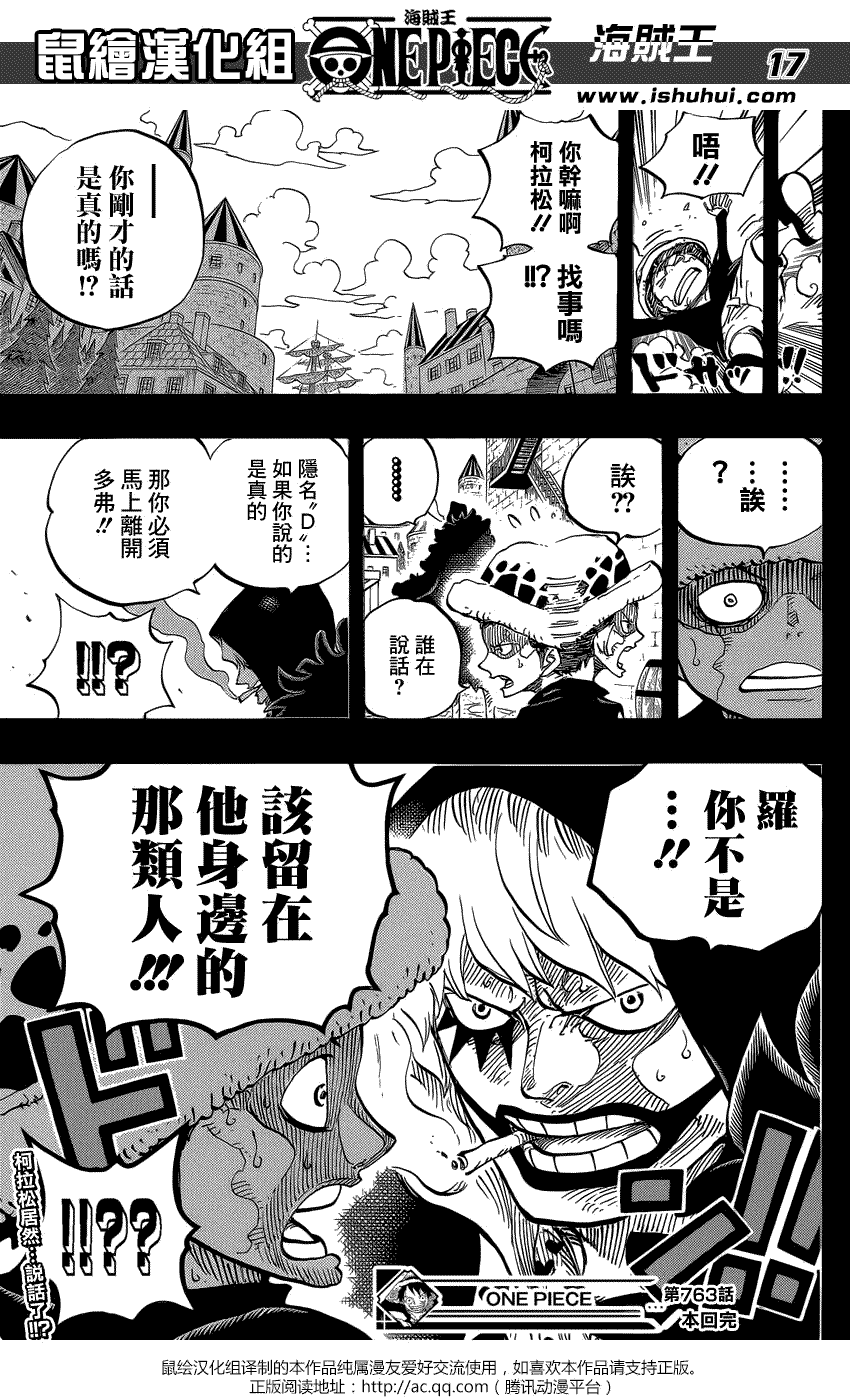 鼠繪漢化組
海賊王
ONE PIECE
海賊王
17
www.ishuhui.com
唔!!
你幹嘛啊
柯拉松!!
找事嗎
!!?
ドサッ!!
——
你剛才的話
是真的嗎!?
……
…誒
?
誒??
……
誰在
說話?
隱名〝D〞…
如果你說的
是真的
那你必須
馬上離開
多弗!!
!!?
羅
你不是
…!!
該留在
他身邊的
那類人!!!
ド
!!
!!??
柯拉松居然…説話了!?
ONE PIECE
第763話
本回完
鼠绘汉化组译制的本作品纯属漫友爱好交流使用，如喜欢本作品请支持正版。
正版阅读地址：http://ac.qq.com（腾讯动漫平台）